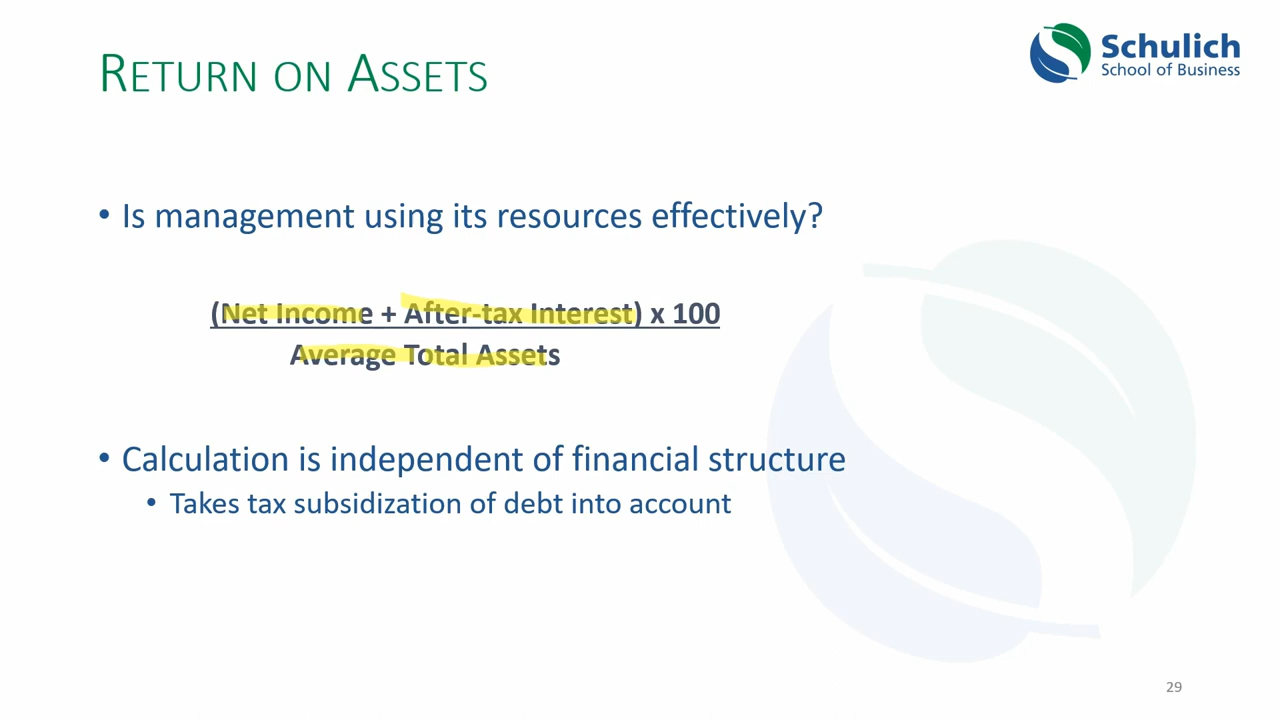 RETURN ON ASSETS
Schulich
School of Business
• Is management using its resources effectively?
(Net Income + After-tax Interest) x 100
Average Total Assets
• Calculation is independent of financial structure
• Takes tax subsidization of debt into account
29